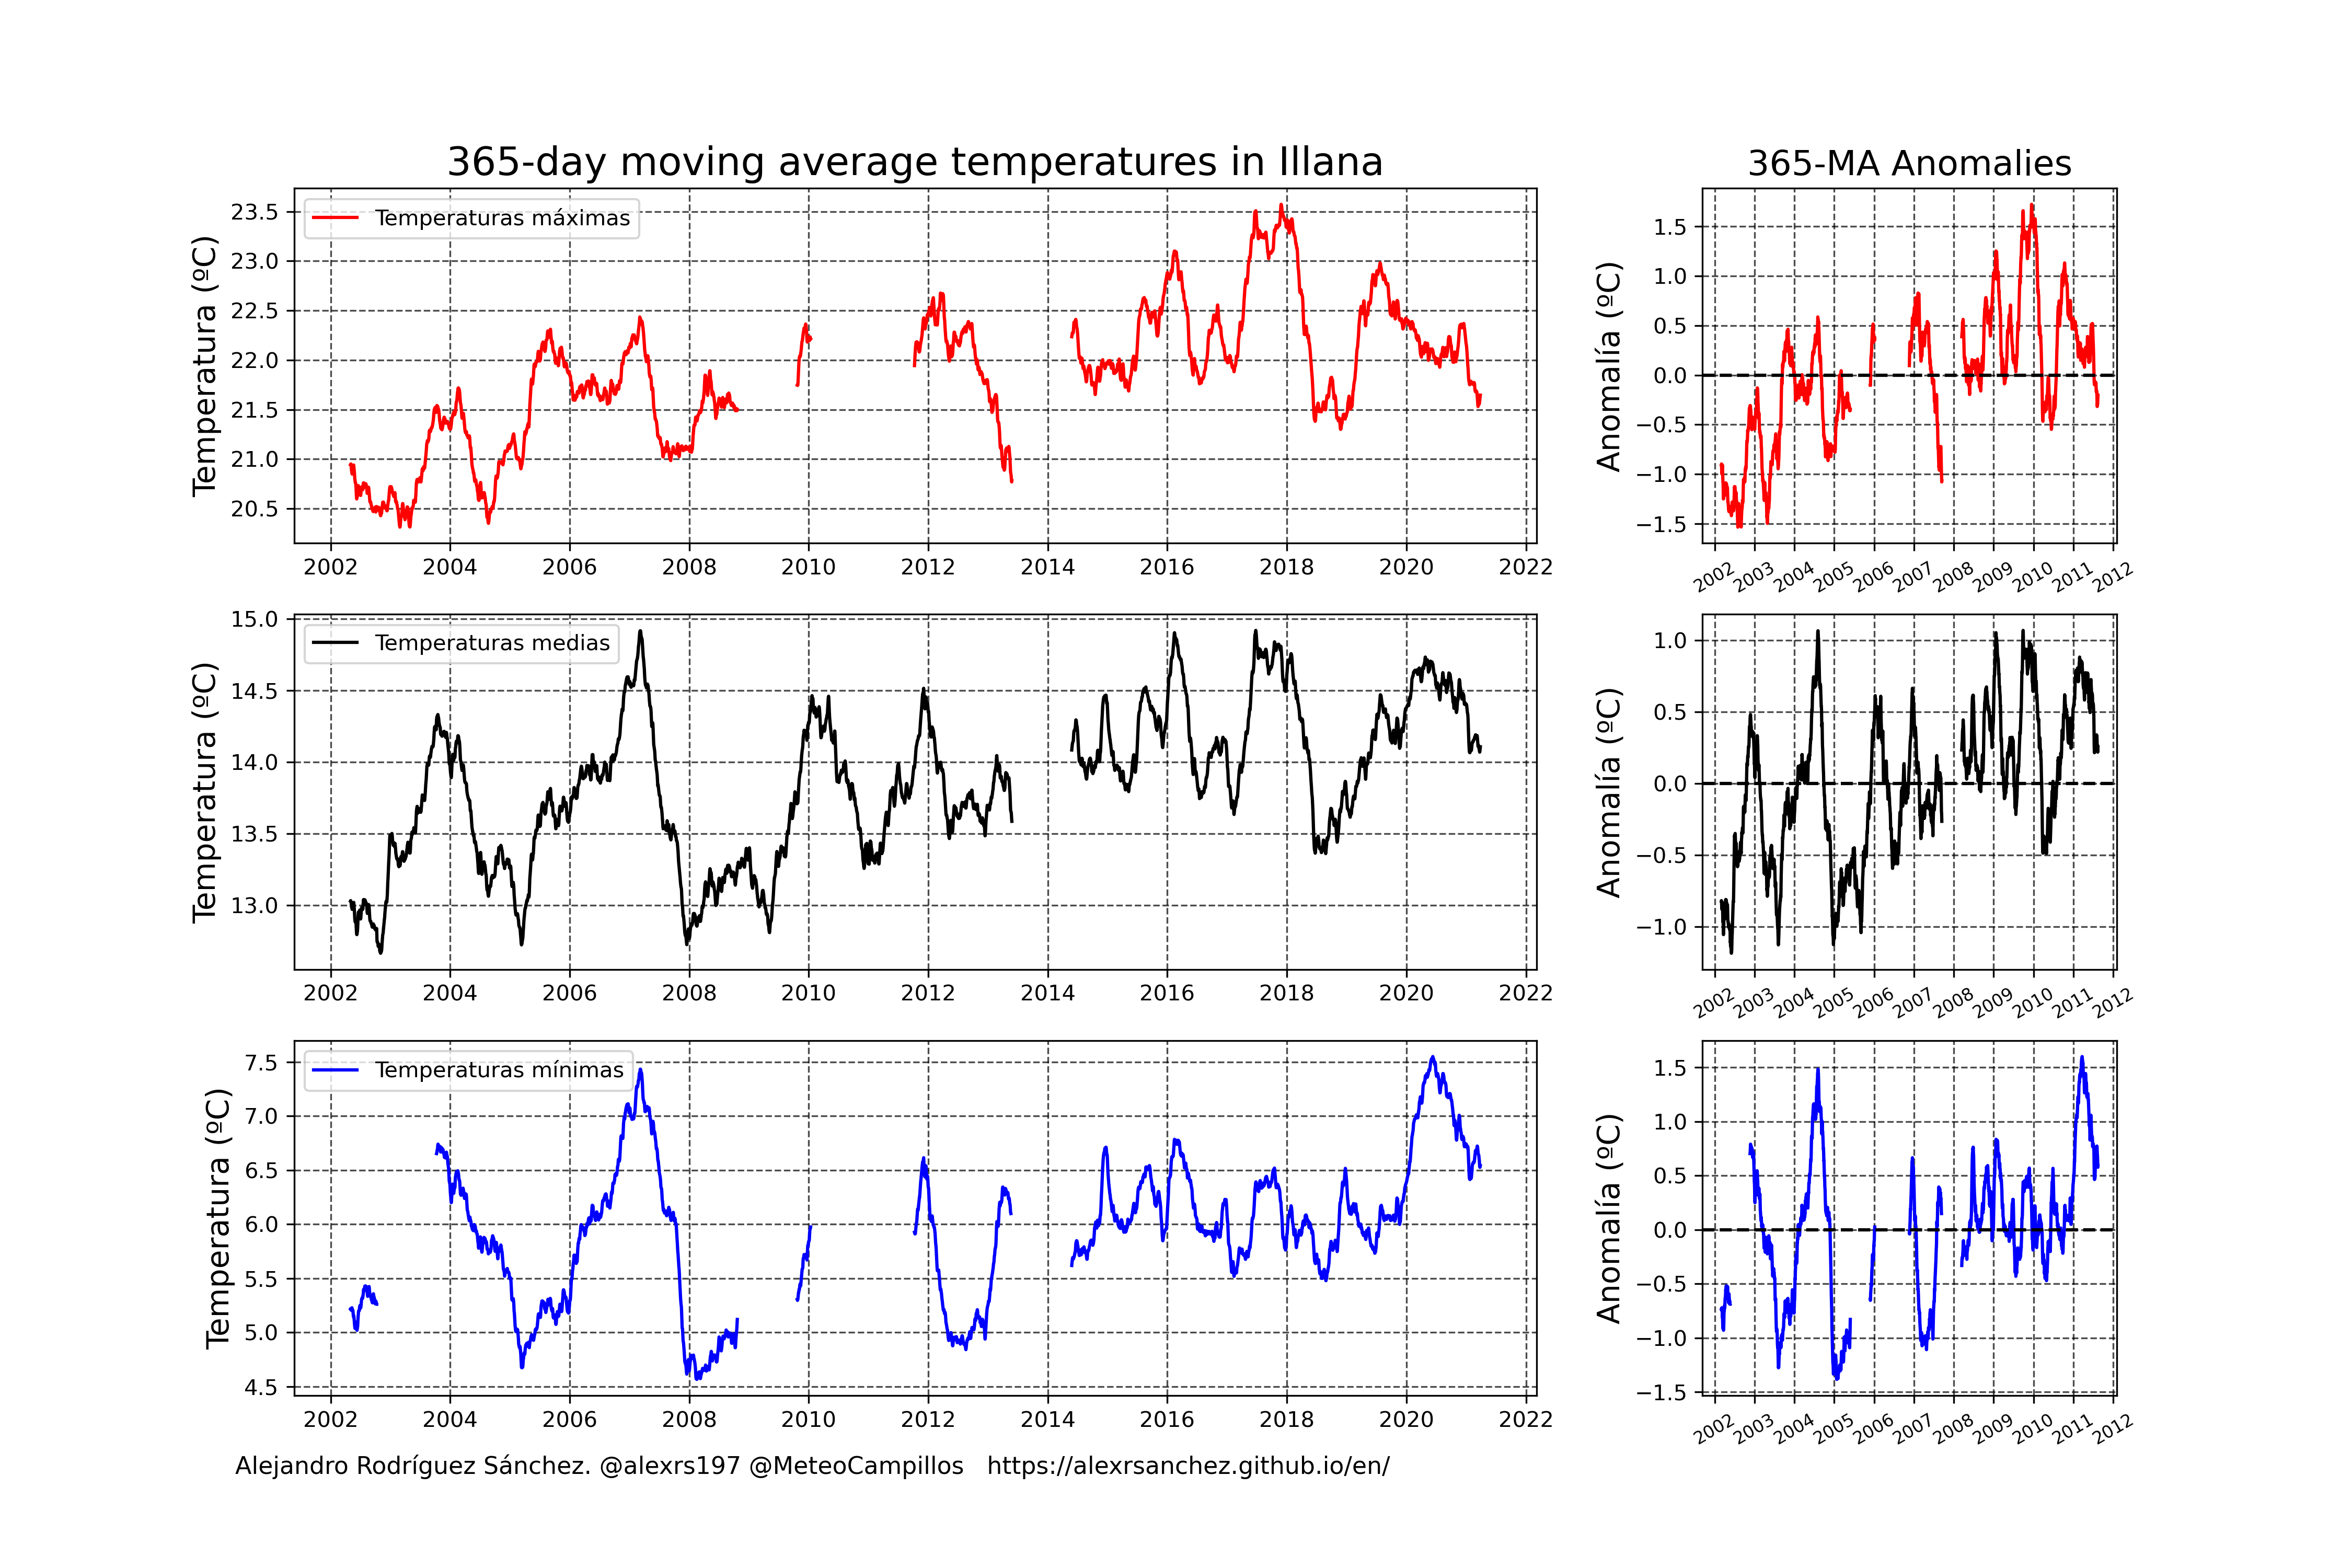 365-day moving average temperatures in Illana
365-MA Anomalies
Temperatura (ºC)
23.5
23.0
22.5
22.0
21.5
21.0
20.5
Temperaturas máximas
2002 2004 2006 2008 2010 2012 2014 2016 2018 2020 2022
Anomalía (ºC)
1.5
1.0
0.5
0.0
−0.5
−1.0
−1.5
2002 2003 2004 2005 2006 2007 2008 2009 2010 2011 2012
Temperatura (ºC)
15.0
14.5
14.0
13.5
13.0
Temperaturas medias
2002 2004 2006 2008 2010 2012 2014 2016 2018 2020 2022
Anomalía (ºC)
1.0
0.5
0.0
−0.5
−1.0
2002 2003 2004 2005 2006 2007 2008 2009 2010 2011 2012
Temperatura (ºC)
7.5
7.0
6.5
6.0
5.5
5.0
4.5
Temperaturas mínimas
2002 2004 2006 2008 2010 2012 2014 2016 2018 2020 2022
Anomalía (ºC)
1.5
1.0
0.5
0.0
−0.5
−1.0
−1.5
2002 2003 2004 2005 2006 2007 2008 2009 2010 2011 2012
Alejandro Rodríguez Sánchez. @alexrs197 @MeteoCampillos https://alexrsanchez.github.io/en/